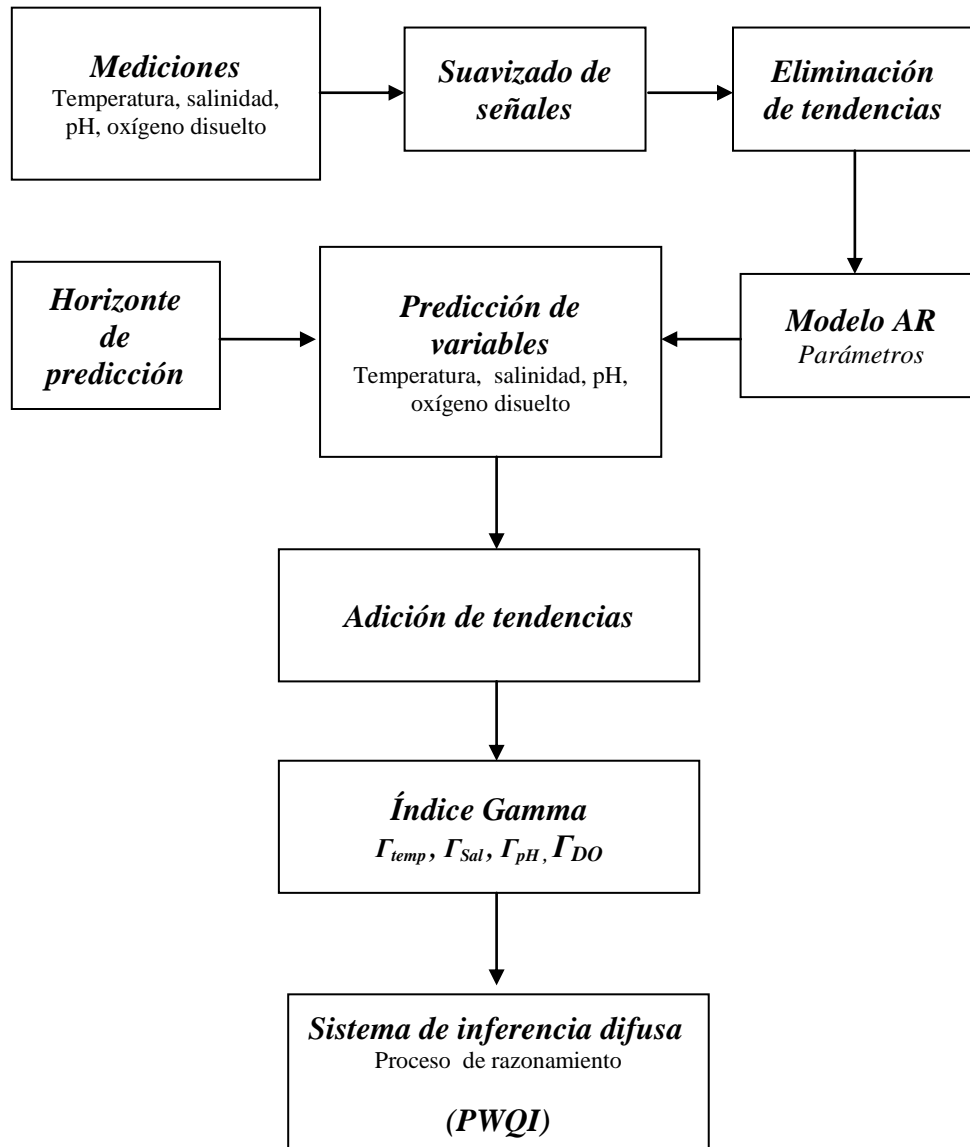 Mediciones
Temperatura, salinidad,
pH, oxígeno disuelto
Suavizado de
señales
Eliminación
de tendencias
Horizonte
de
predicción
Predicción de
variables
Temperatura, salinidad, pH,
oxígeno disuelto
Modelo AR
Parámetros
Adición de tendencias
Índice Gamma
Γtemp, ΓSal, ΓpH, ΓDO
Sistema de inferencia difusa
Proceso de razonamiento
(PWQI)